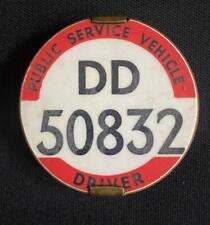 PUBLIC SERVICE VEHICLE
DD
50832
DRIVER